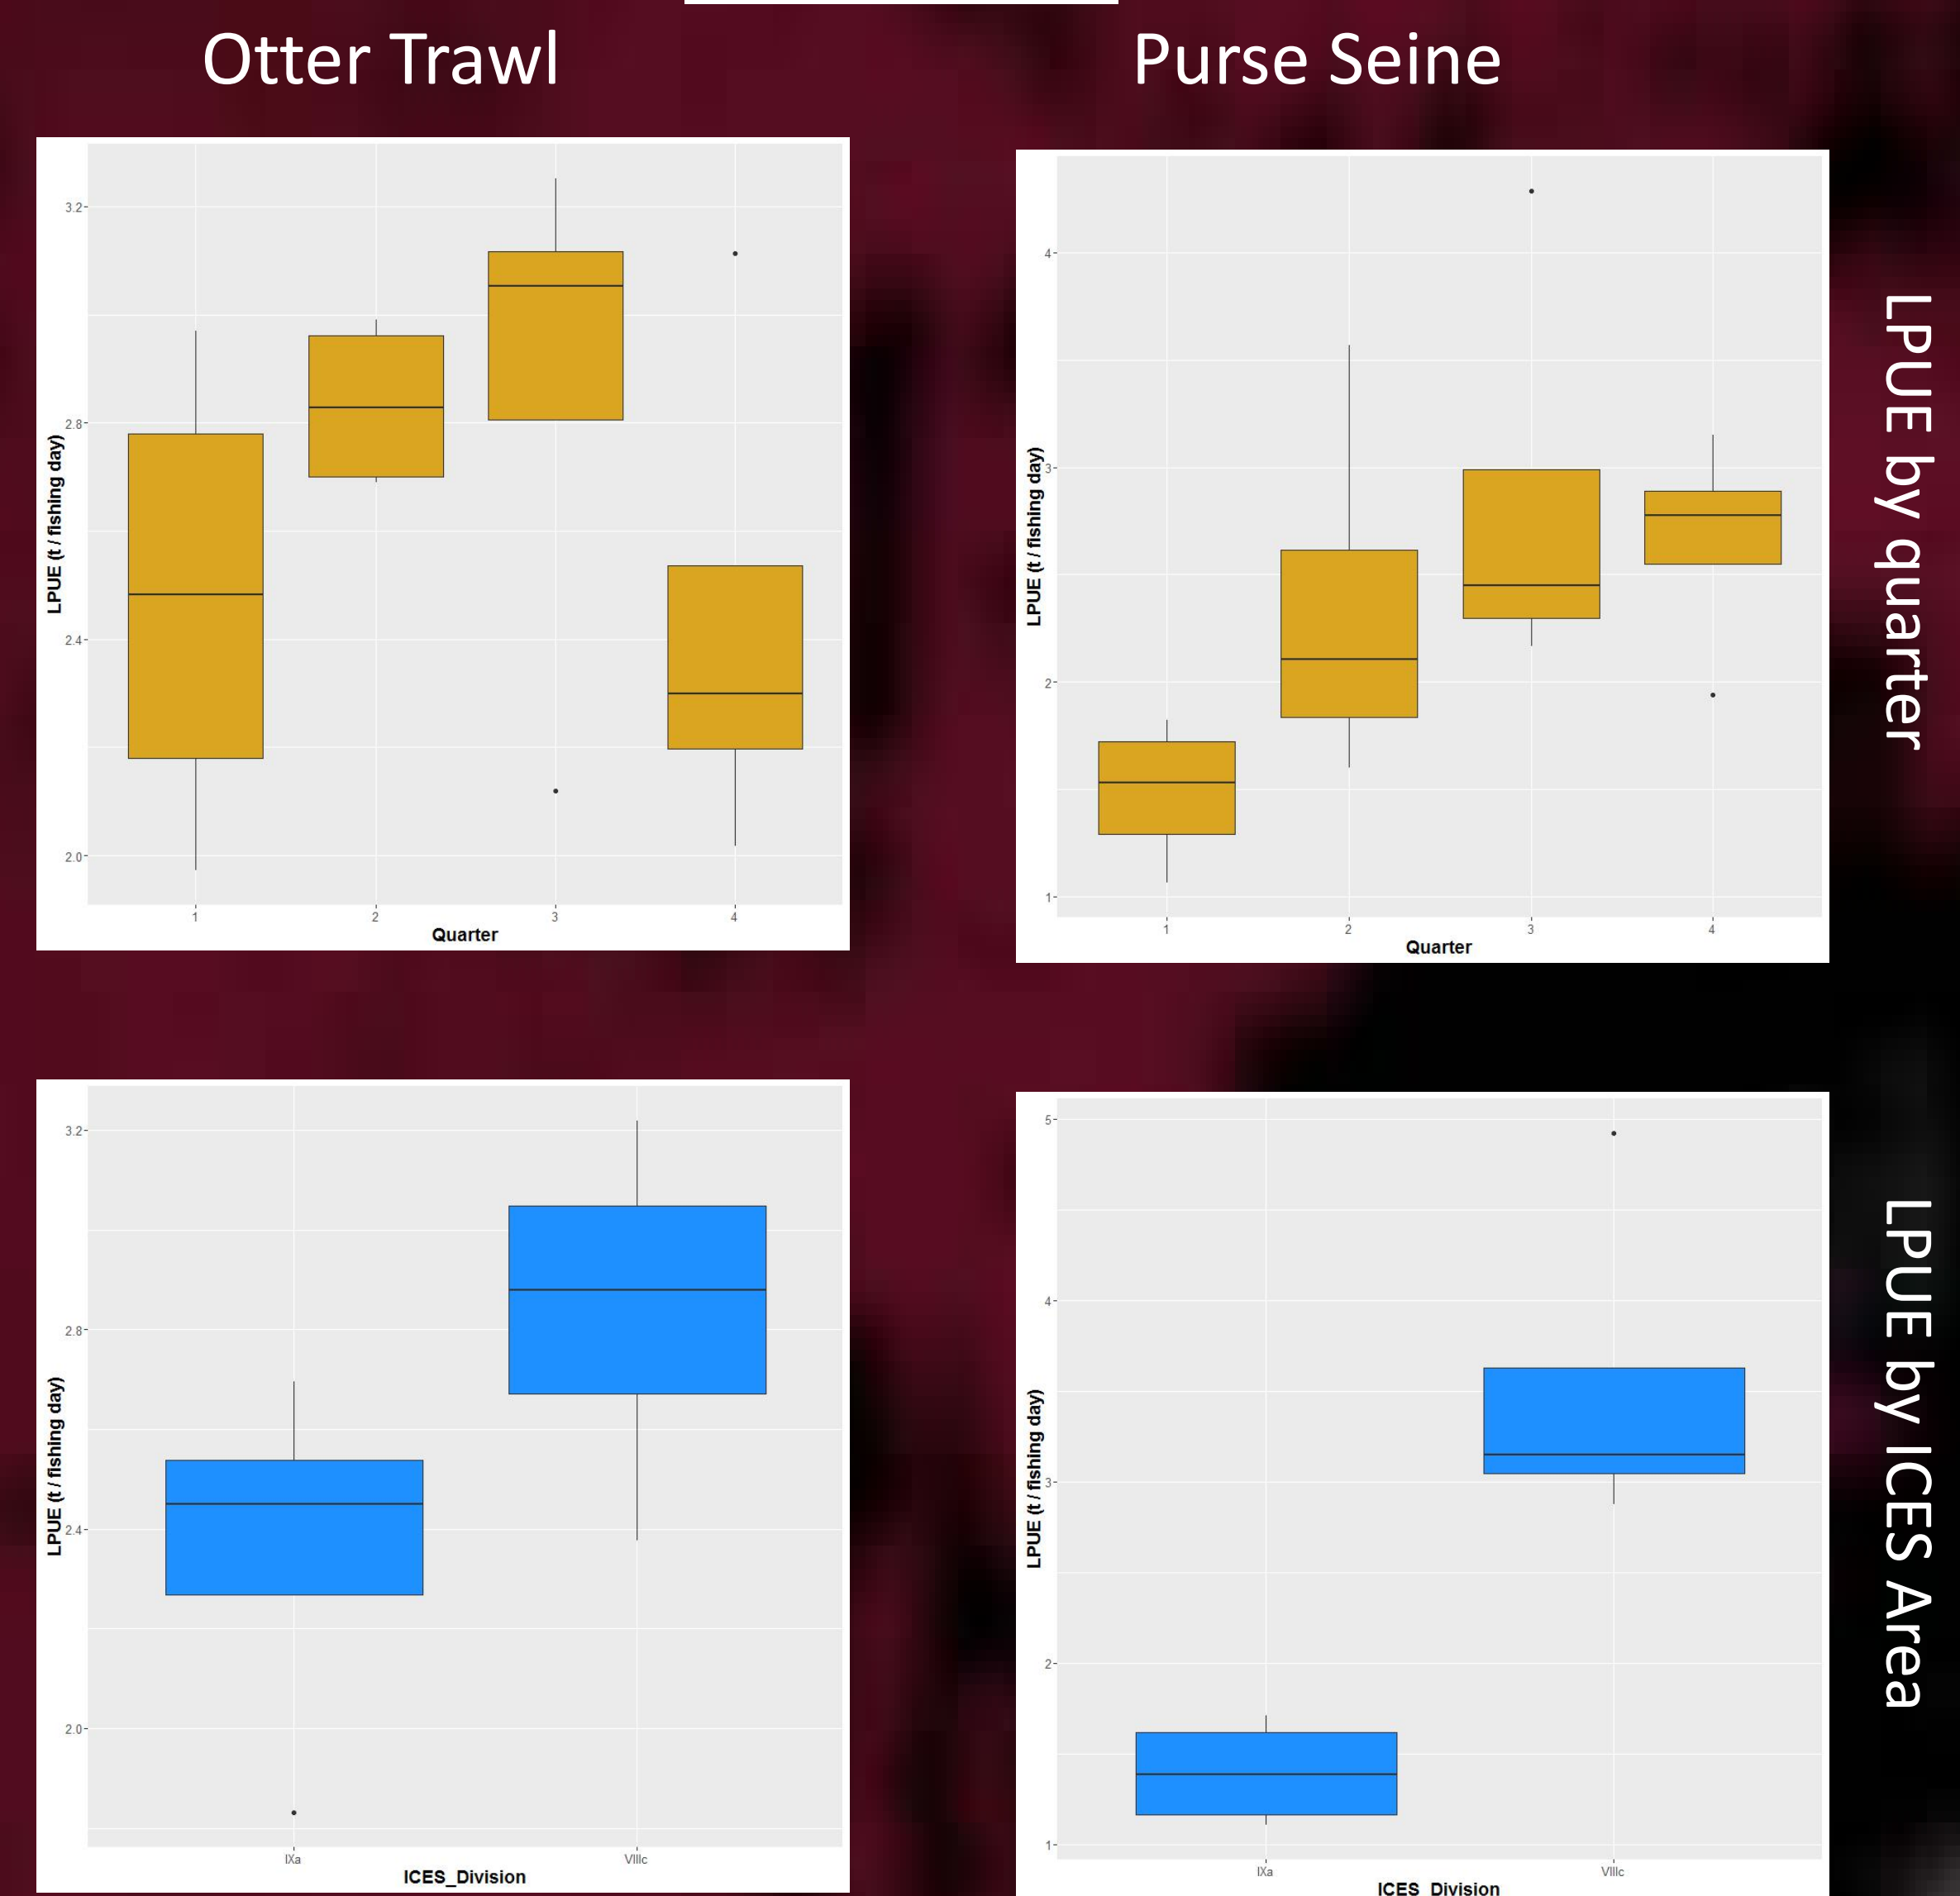 Otter Trawl
Purse Seine
LPUE by quarter
LPUE (t / fishing day)
3.2
2.8
2.4
2.0
1 2 3 4
Quarter
LPUE (t / fishing day)
4
3
2
1
1 2 3 4
Quarter
LPUE by ICES Area
LPUE (t / fishing day)
3.2
2.8
2.4
2.0
IXa VIIIc
ICES_Division
LPUE (t / fishing day)
5
4
3
2
1
IXa VIIIc
ICES_Division